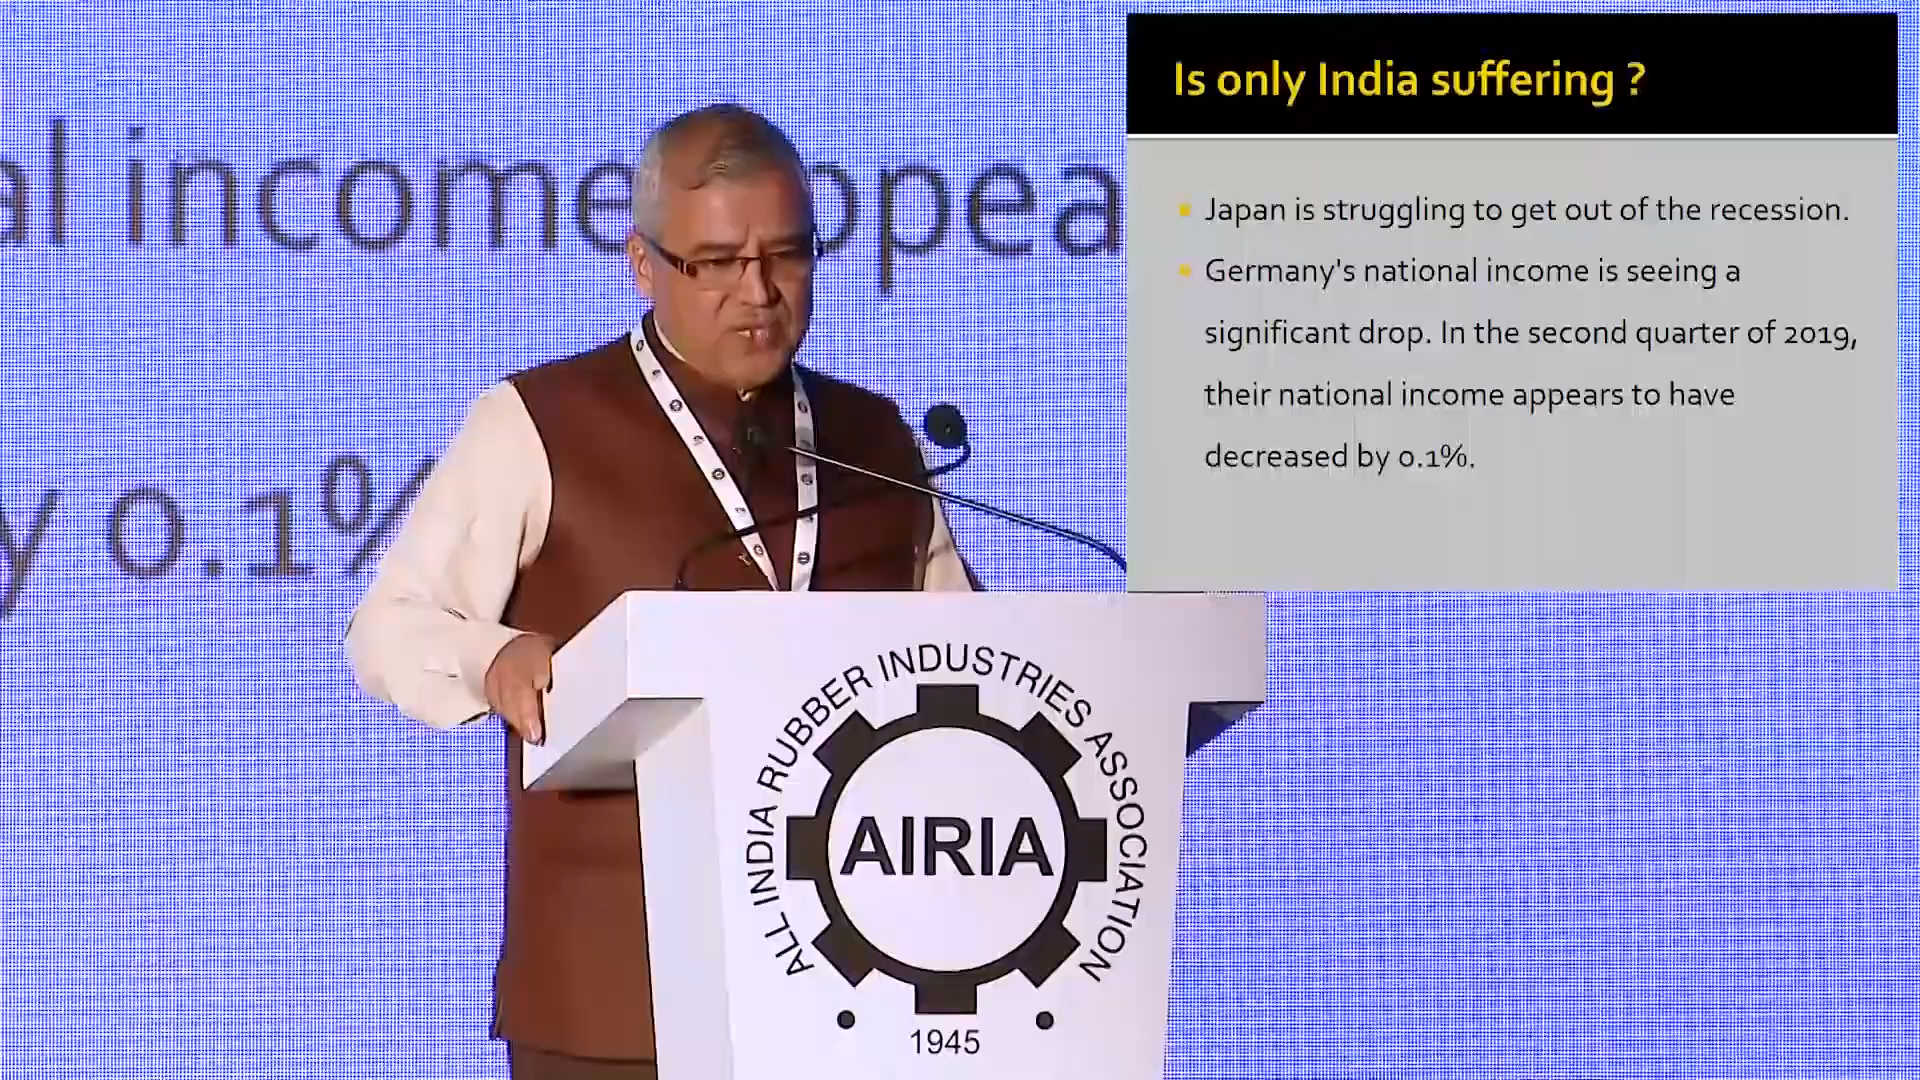 Is only India suffering ?
Japan is struggling to get out of the recession.
Germany's national income is seeing a
significant drop. In the second quarter of 2019,
their national income appears to have
decreased by 0.1%.
income
0.1%
ALL INDIA RUBBER INDUSTRIES ASSOCIATION
AIRIA
1945